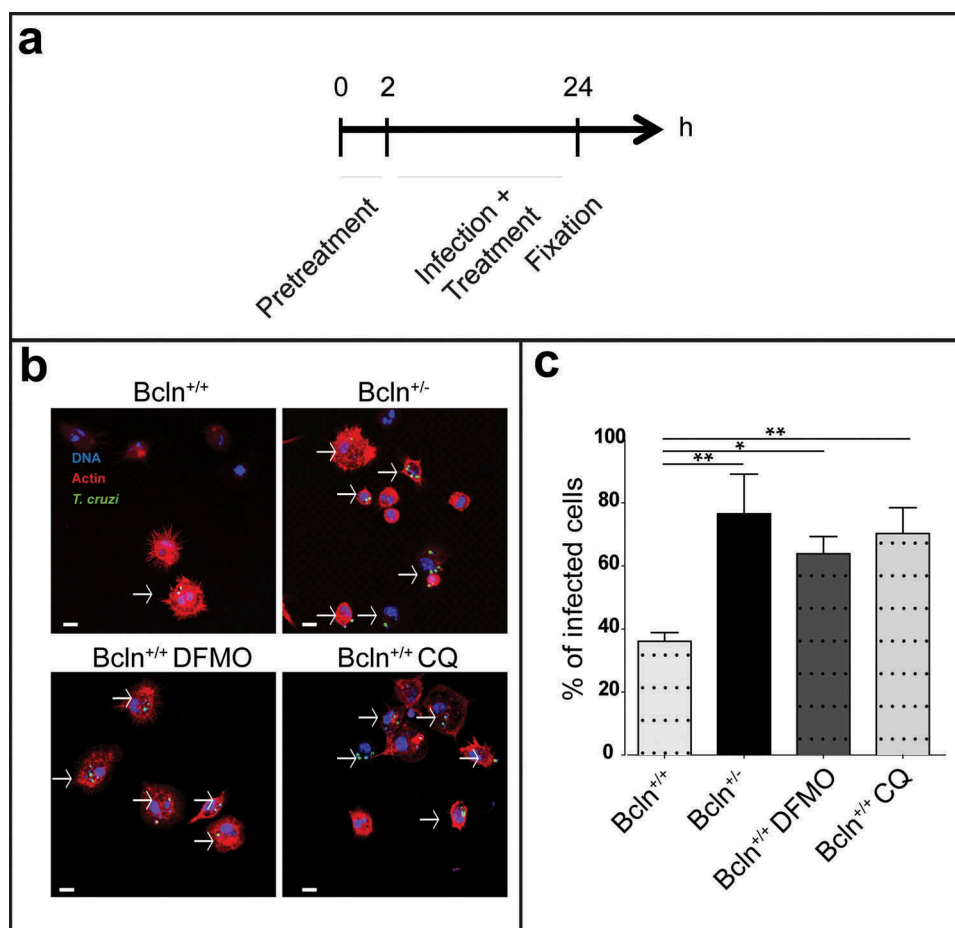 a
0 2 24
h
Pretreatment
Infection +
Treatment
Fixation
b
Bcln+/+
Bcln+/-
DNA
Actin
T. cruzi
Bcln+/+ DFMO
Bcln+/+ CQ
c
% of infected cells
100
80
60
40
20
0
**
*
**
Bcln+/+
Bcln+/-
Bcln+/+ DFMO
Bcln+/+ CQ